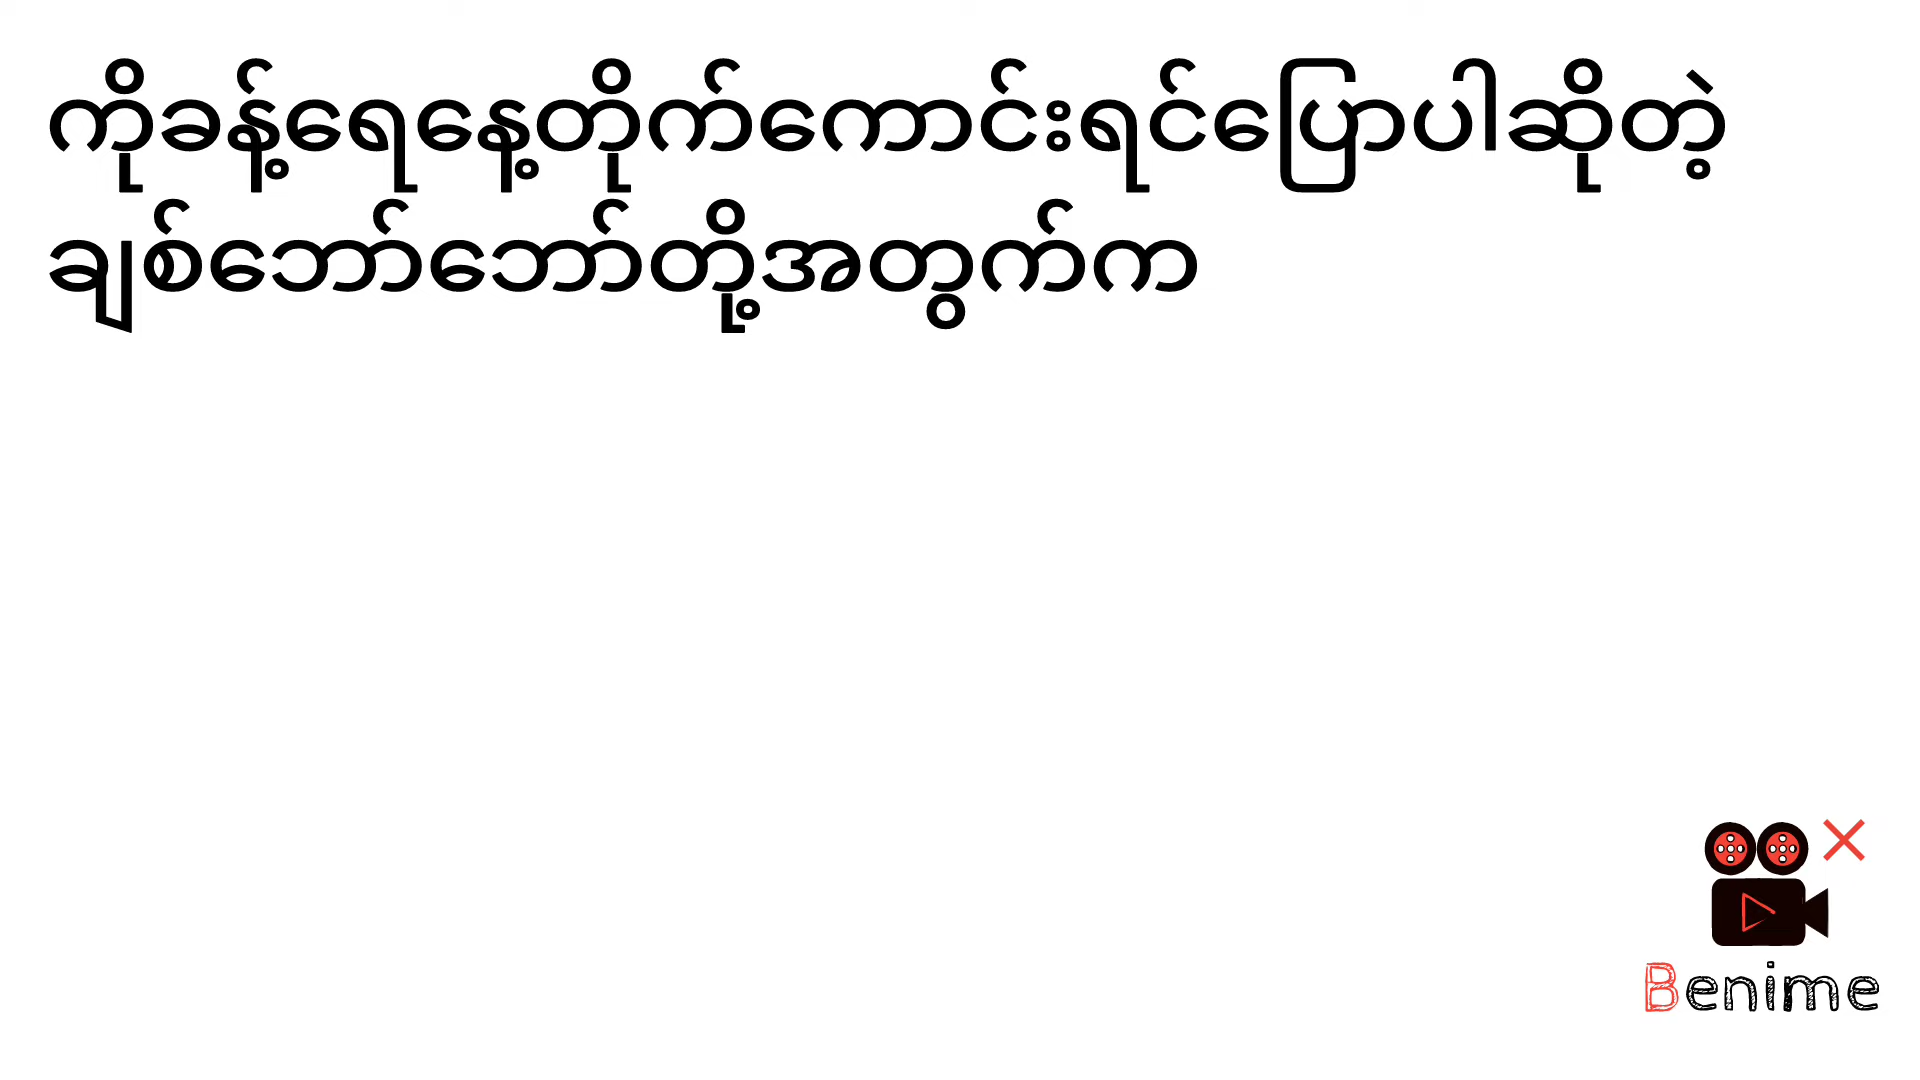 ကိုခန့်ရေနေ့တိုက်ကောင်းရင်ပြောပါဆိုတဲ့
ချစ်ဘော်ဘော်တို့အတွက်က
Benime